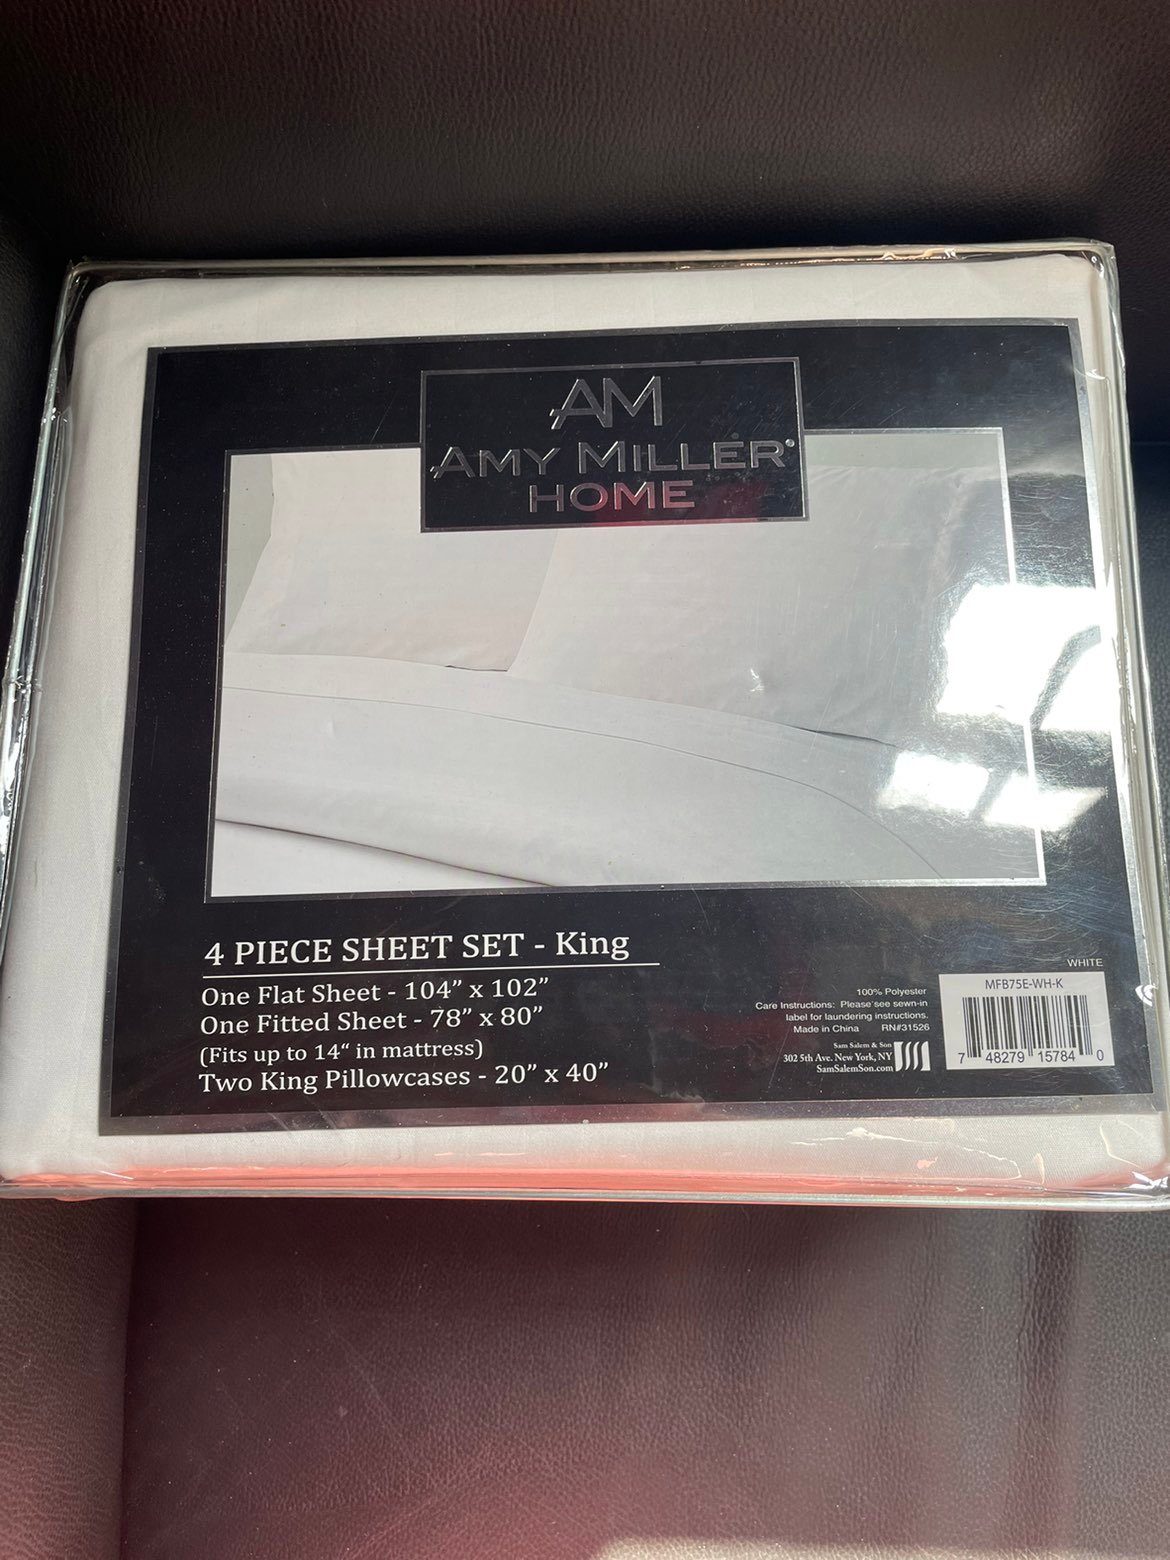 AM
AMY MILLER®
HOME
4 PIECE SHEET SET - King
One Flat Sheet - 104” x 102”
One Fitted Sheet - 78” x 80”
(Fits up to 14“ in mattress)
Two King Pillowcases - 20” x 40”
100% Polyester
Care Instructions: Please see sewn-in
label for laundering instructions.
Made in China RN#31526
Sam Salem & Son
302 5th Ave. New York, NY
SamSalemSon.com
WHITE
MFB75E-WH-K
7 48279 15784 0